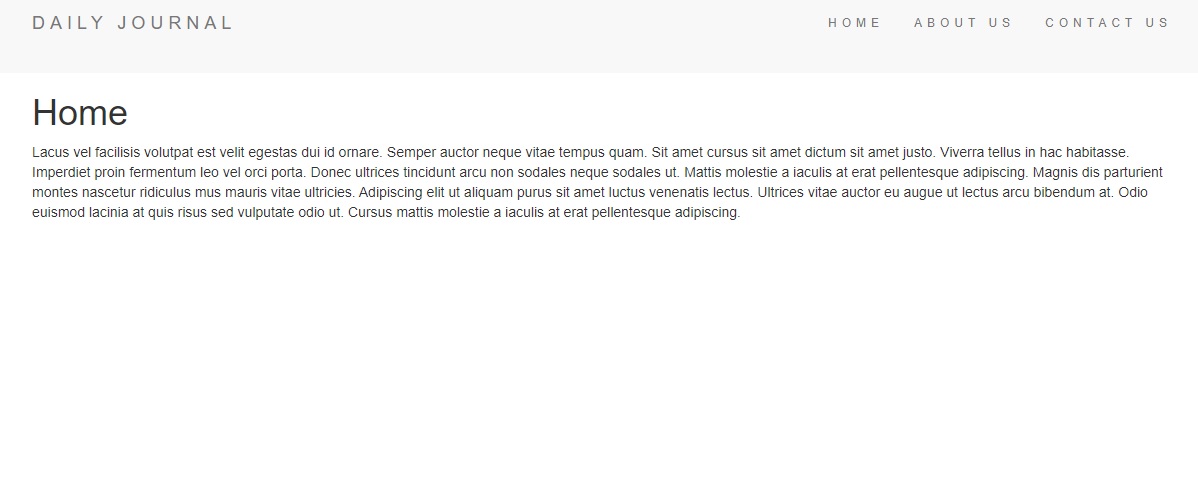 DAILY JOURNAL
HOME ABOUT US CONTACT US
Home
Lacus vel facilisis volutpat est velit egestas dui id ornare. Semper auctor neque vitae tempus quam. Sit amet cursus sit amet dictum sit amet justo. Viverra tellus in hac habitasse.
Imperdiet proin fermentum leo vel orci porta. Donec ultrices tincidunt arcu non sodales neque sodales ut. Mattis molestie a iaculis at erat pellentesque adipiscing. Magnis dis parturient
montes nascetur ridiculus mus mauris vitae ultricies. Adipiscing elit ut aliquam purus sit amet luctus venenatis lectus. Ultrices vitae auctor eu augue ut lectus arcu bibendum at. Odio
euismod lacinia at quis risus sed vulputate odio ut. Cursus mattis molestie a iaculis at erat pellentesque adipiscing.